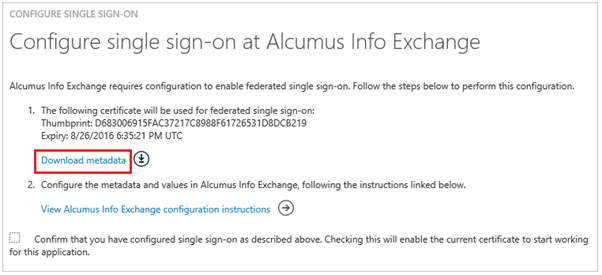 CONFIGURE SINGLE SIGN-ON
Configure single sign-on at Alcumus Info Exchange
Alcumus Info Exchange requires configuration to enable federated single sign-on. Follow the steps below to perform this configuration.
1. The following certificate will be used for federated single sign-on:
Thumbprint: D683006915FAC37217C8988F61726531D8DCB219
Expiry: 8/26/2016 6:35:21 PM UTC
Download metadata
2. Configure the metadata and values in Alcumus Info Exchange, following the instructions linked below.
View Alcumus Info Exchange configuration instructions
Confirm that you have configured single sign-on as described above. Checking this will enable the current certificate to start working
for this application.